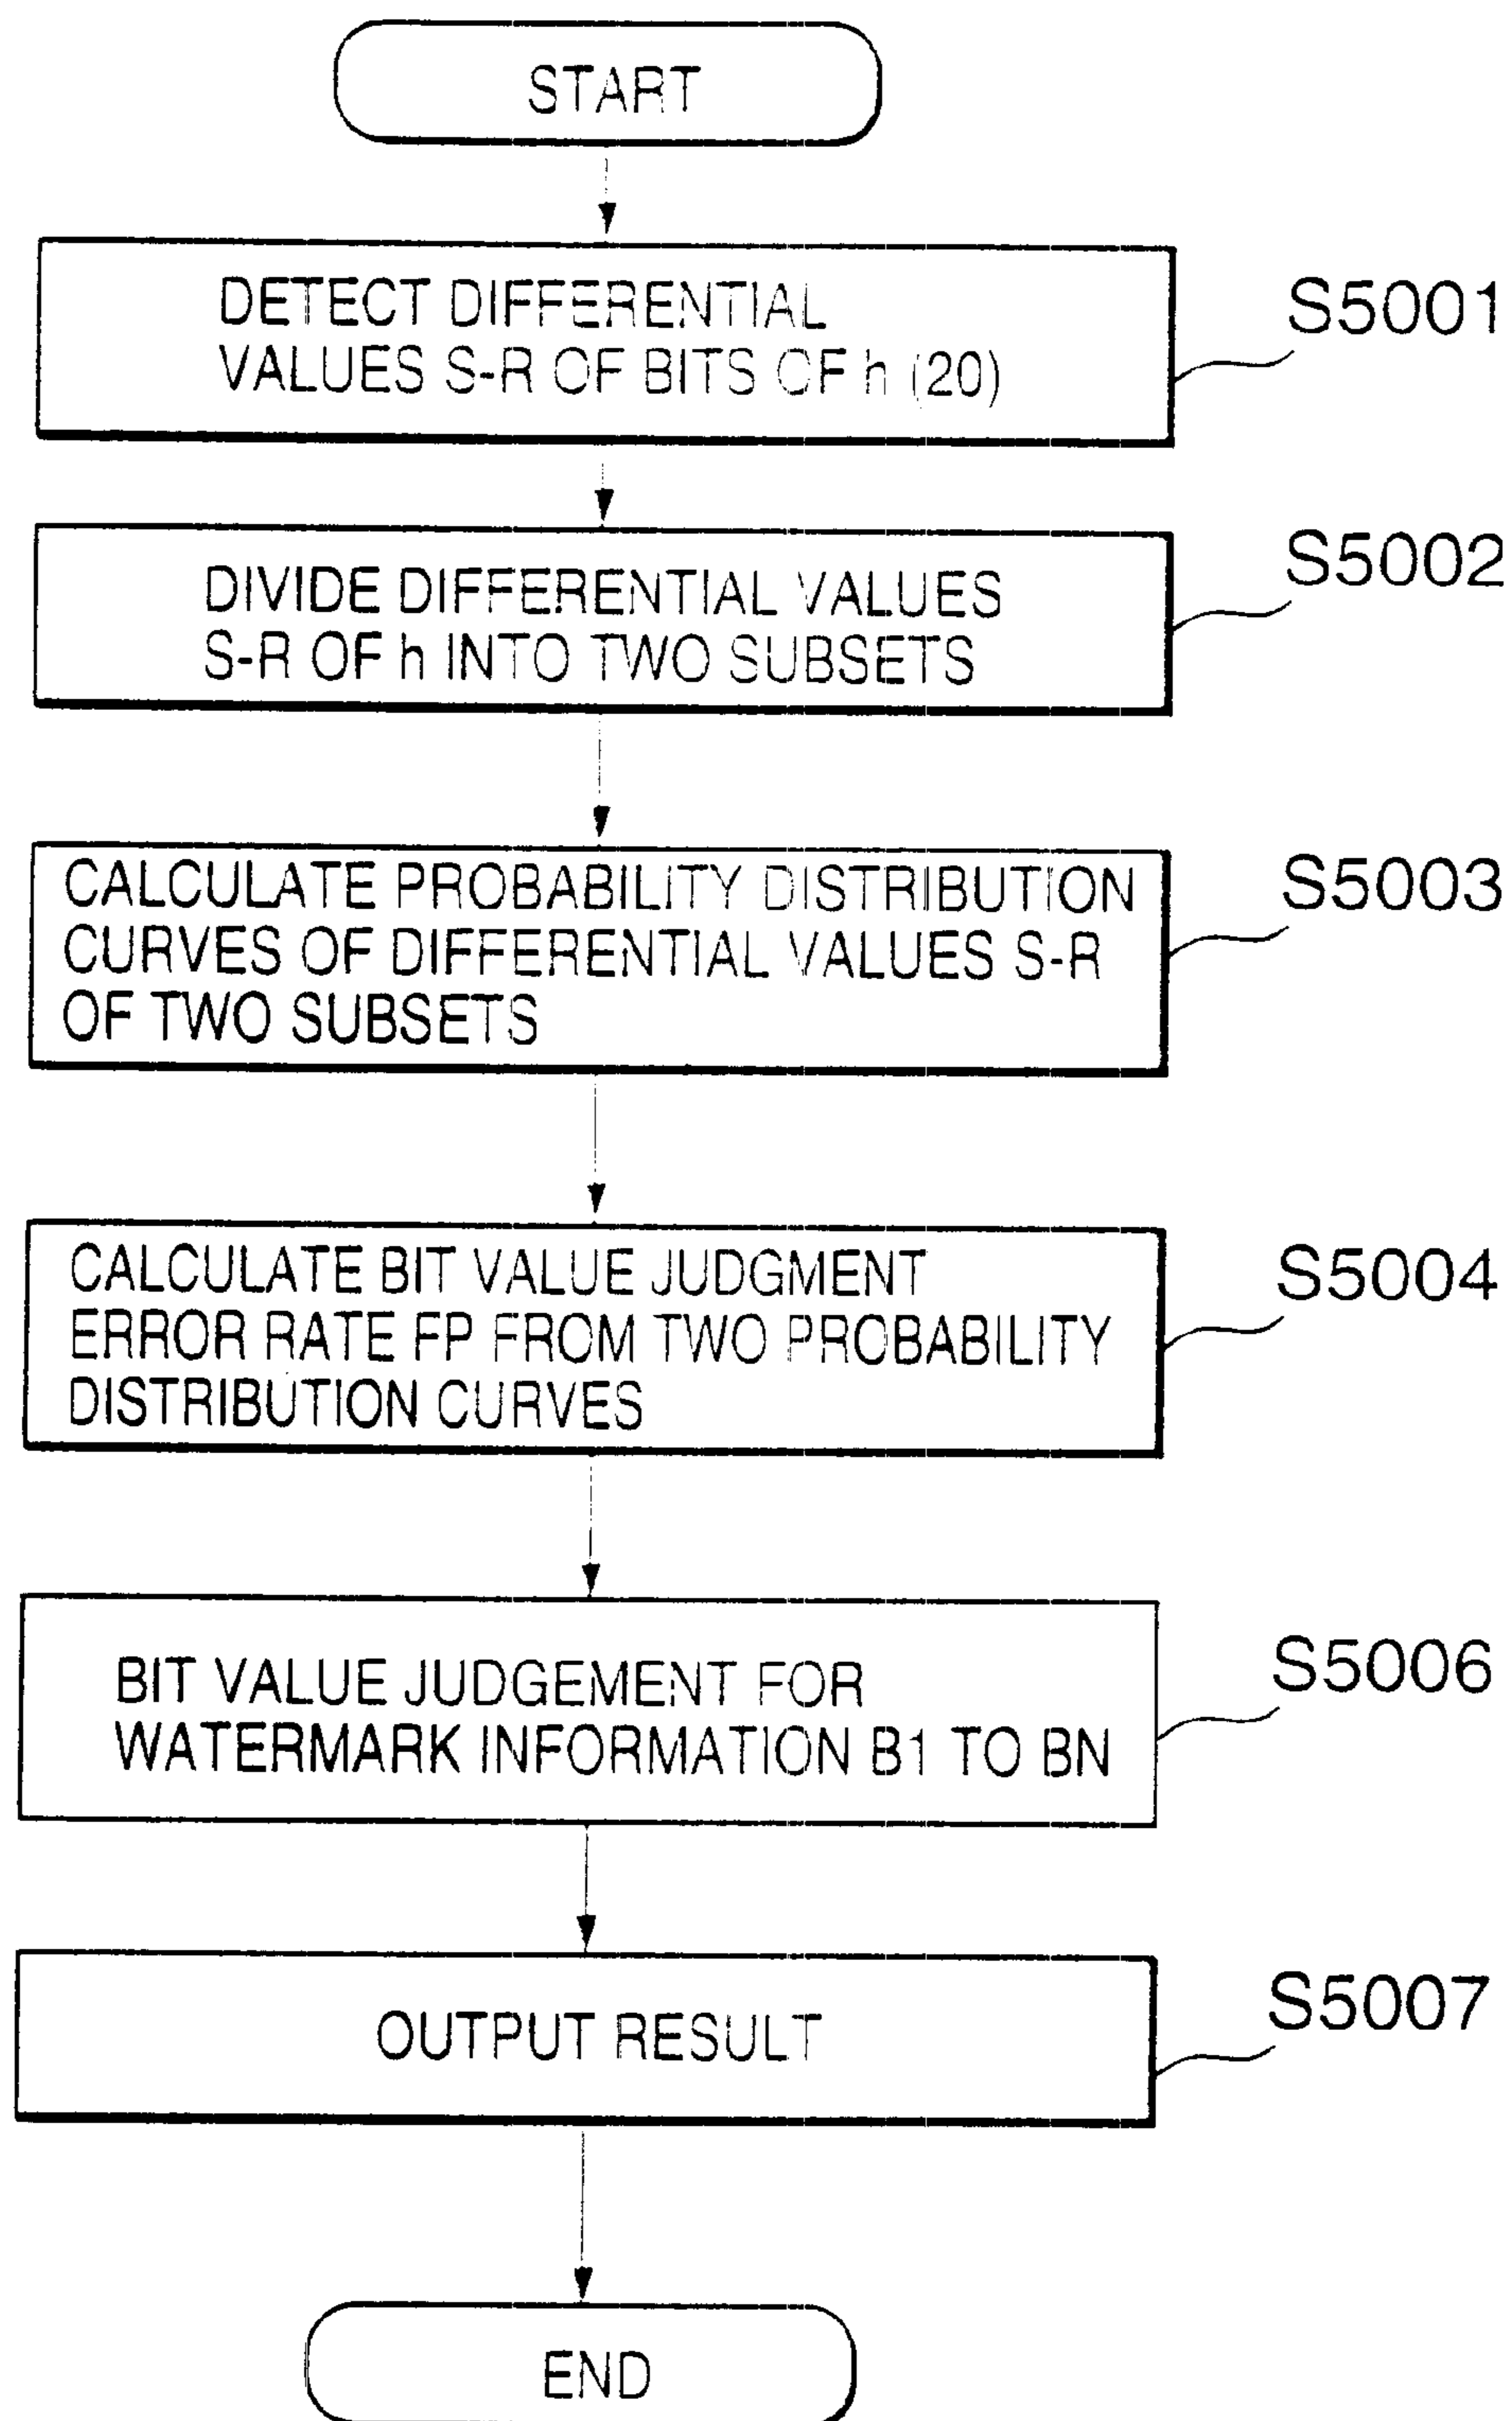 START
DETECT DIFFERENTIAL
VALUES S-R OF BITS OF h (20)
S5001
DIVIDE DIFFERENTIAL VALUES
S-R OF h INTO TWO SUBSETS
S5002
CALCULATE PROBABILITY DISTRIBUTION
CURVES OF DIFFERENTIAL VALUES S-R
OF TWO SUBSETS
S5003
CALCULATE BIT VALUE JUDGMENT
ERROR RATE FP FROM TWO PROBABILITY
DISTRIBUTION CURVES
S5004
BIT VALUE JUDGEMENT FOR
WATERMARK INFORMATION B1 TO BN
S5006
OUTPUT RESULT
S5007
END